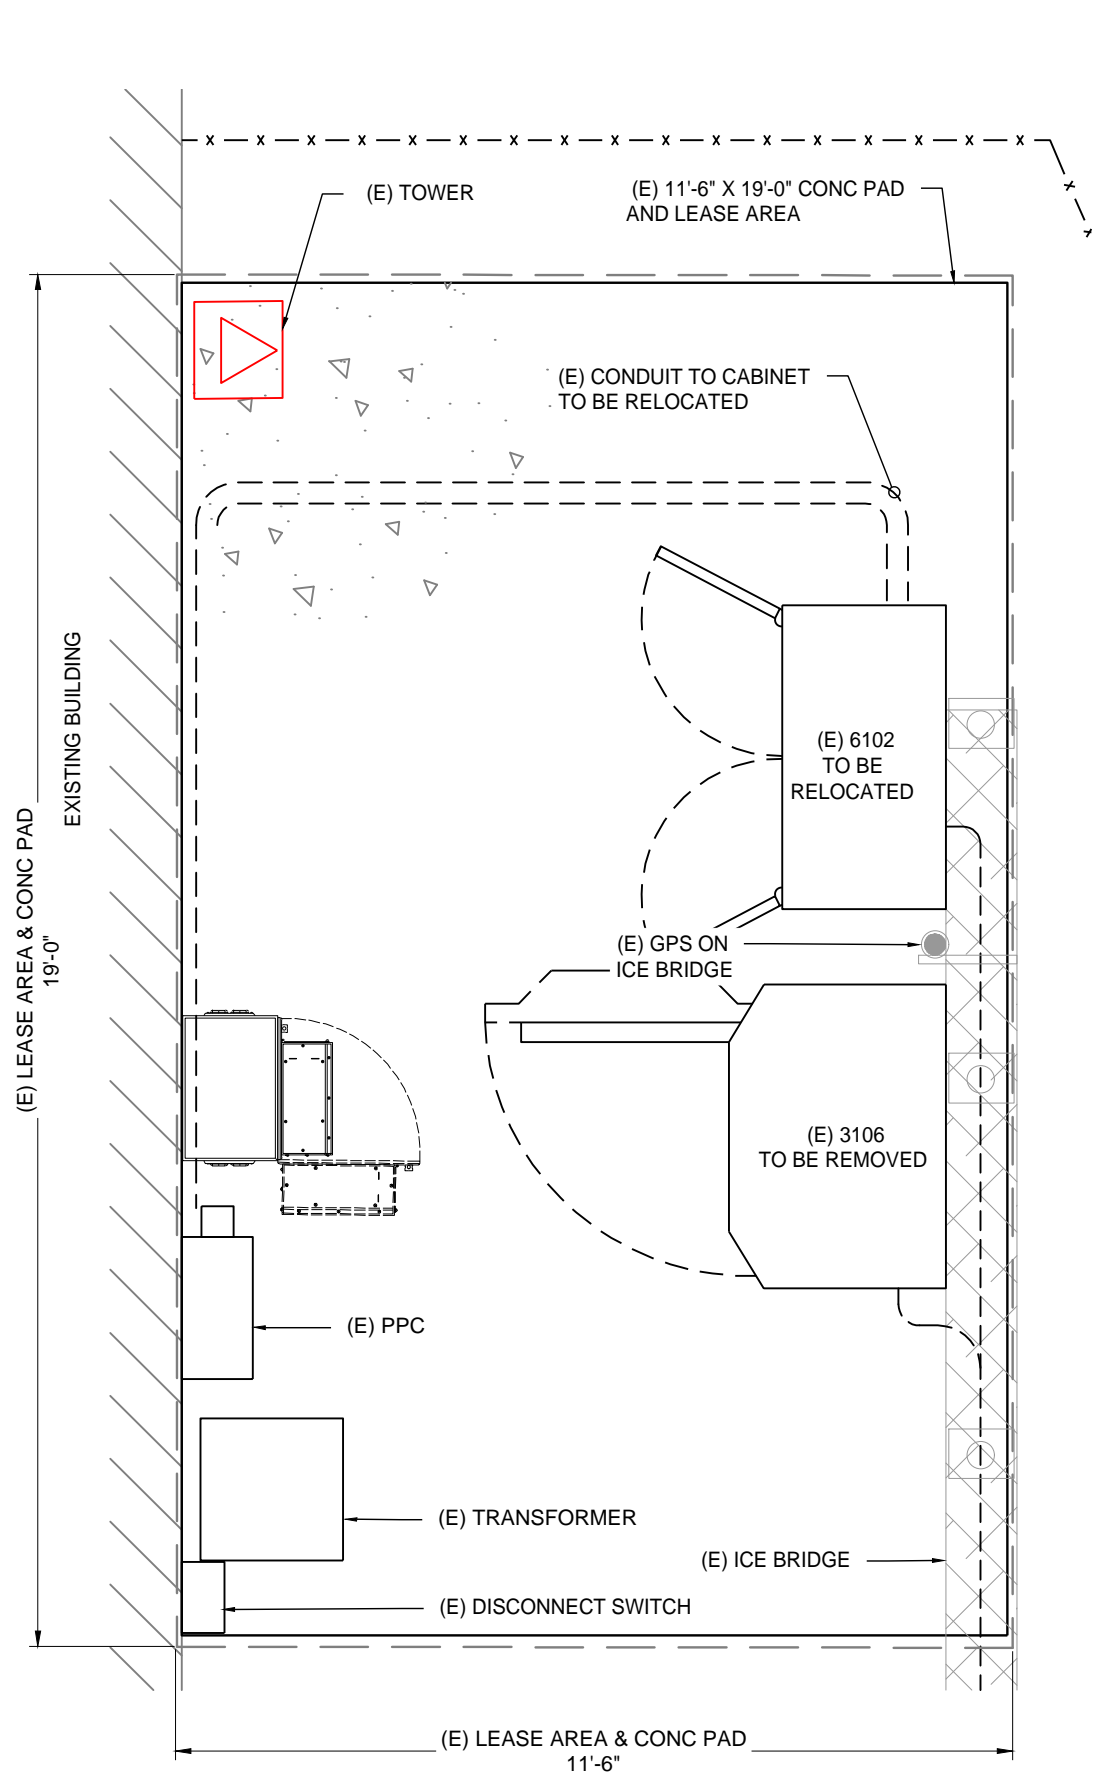 (E) TOWER
(E) 11'-6" X 19'-0" CONC PAD
AND LEASE AREA
(E) CONDUIT TO CABINET
TO BE RELOCATED
EXISTING BUILDING
(E) LEASE AREA & CONC PAD
19'-0"
(E) 6102
TO BE
RELOCATED
(E) GPS ON
ICE BRIDGE
(E) 3106
TO BE REMOVED
(E) PPC
(E) TRANSFORMER
(E) ICE BRIDGE
(E) DISCONNECT SWITCH
(E) LEASE AREA & CONC PAD
11'-6"